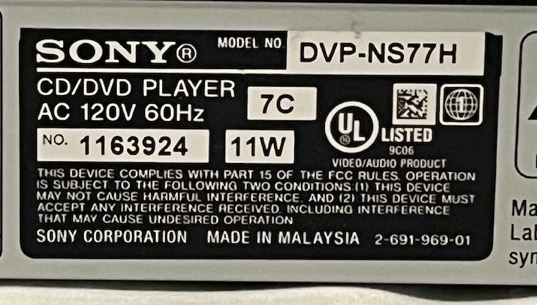 SONY® MODEL NO. DVP-NS77H
CD/DVD PLAYER
AC 120V 60Hz 7C
NO. 1163924 11W
UL ® LISTED
9C06
VIDEO/AUDIO PRODUCT
1
THIS DEVICE COMPLIES WITH PART 15 OF THE FCC RULES. OPERATION
IS SUBJECT TO THE FOLLOWING TWO CONDITIONS:(1) THIS DEVICE
MAY NOT CAUSE HARMFUL INTERFERENCE, AND (2) THIS DEVICE MUST
ACCEPT ANY INTERFERENCE RECEIVED, INCLUDING INTERFERENCE
THAT MAY CAUSE UNDESIRED OPERATION.
SONY CORPORATION MADE IN MALAYSIA 2-691-969-01
Ma
Lab
sym